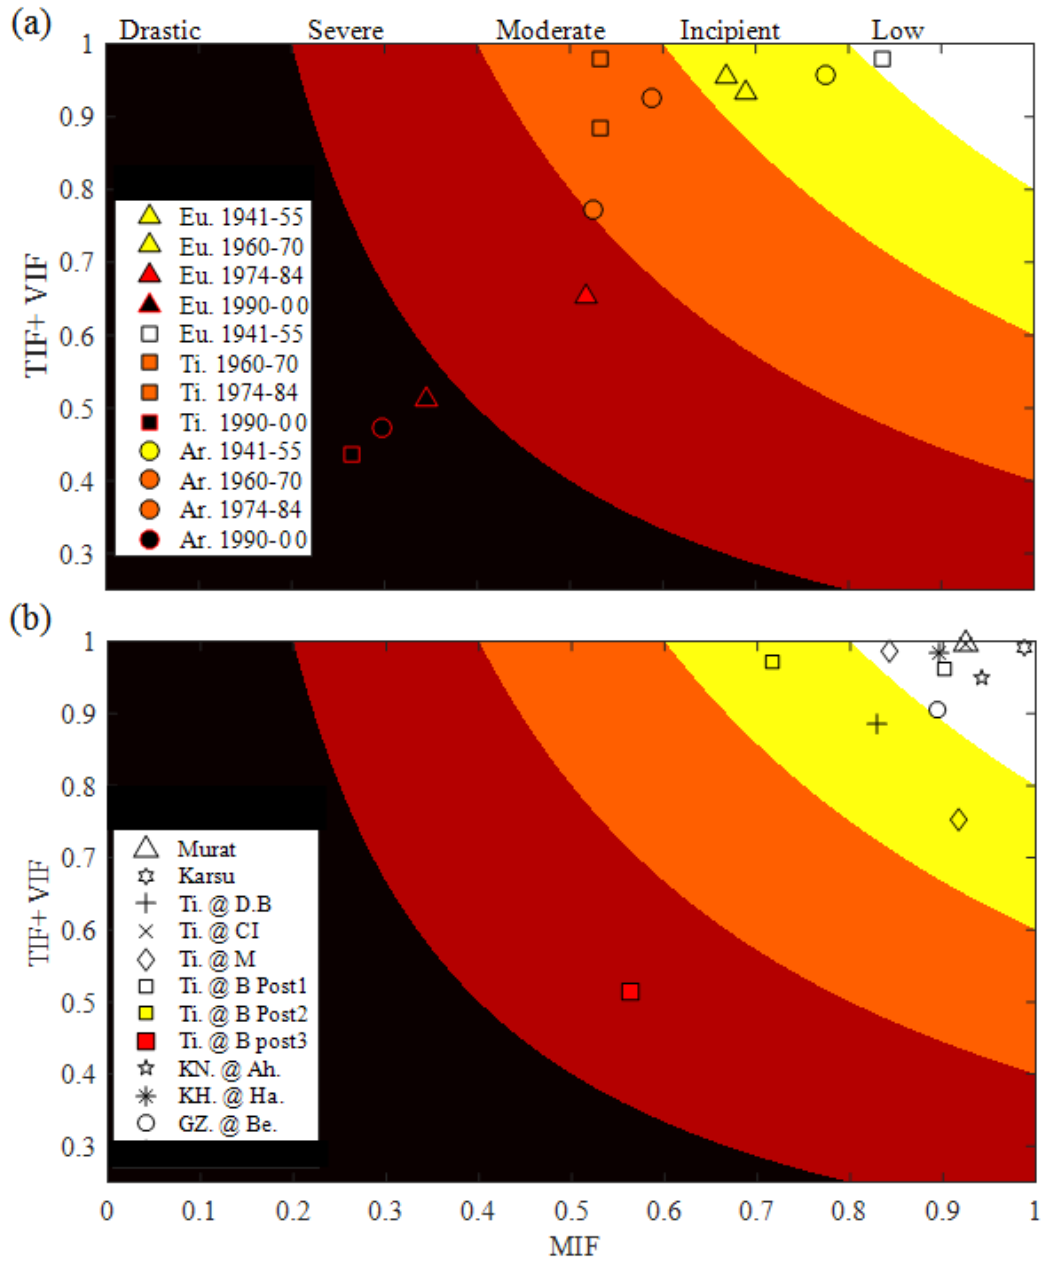 (a)
Drastic Severe Moderate Incipient Low
1
0.9
0.8
0.7
0.6
0.5
0.4
0.3
TIF+ VIF
Eu. 1941-55
Eu. 1960-70
Eu. 1974-84
Eu. 1990-00
Eu. 1941-55
Ti. 1960-70
Ti. 1974-84
Ti. 1990-00
Ar. 1941-55
Ar. 1960-70
Ar. 1974-84
Ar. 1990-00
(b)
1
0.9
0.8
0.7
0.6
0.5
0.4
0.3
TIF+ VIF
Murat
Karsu
Ti. @ D.B
Ti. @ CI
Ti. @ M
Ti. @ B Post1
Ti. @ B Post2
Ti. @ B post3
KN. @ Ah.
KH. @ Ha.
GZ. @ Be.
0 0.1 0.2 0.3 0.4 0.5 0.6 0.7 0.8 0.9 1
MIF